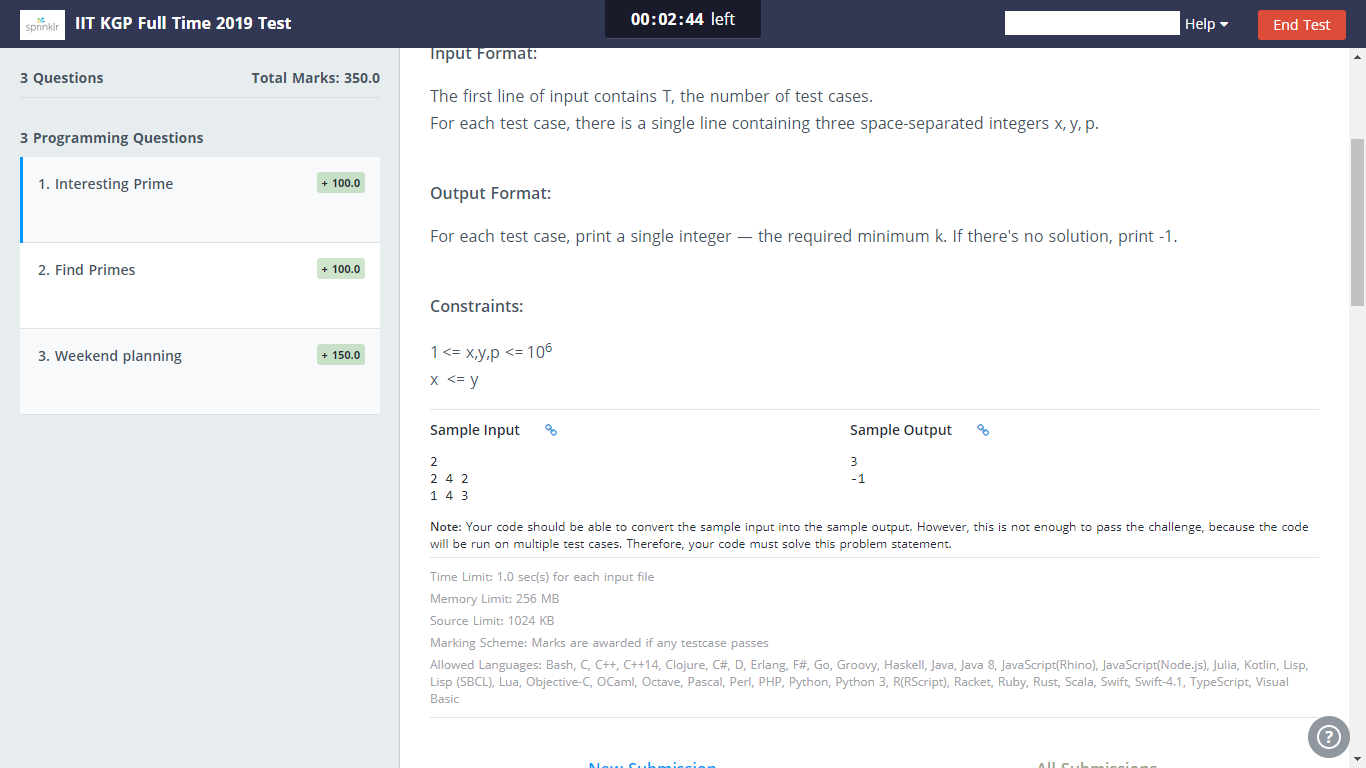 sprinklr
IIT KGP Full Time 2019 Test
00:02:44 left
Help
End Test
3 Questions
Total Marks: 350.0
3 Programming Questions
1. Interesting Prime
+ 100.0
2. Find Primes
+ 100.0
3. Weekend planning
+ 150.0
Input Format:
The first line of input contains T, the number of test cases.
For each test case, there is a single line containing three space-separated integers x, y, p.
Output Format:
For each test case, print a single integer — the required minimum k. If there's no solution, print -1.
Constraints:
1 <= x,y,p <= 10⁶
x <= y
Sample Input
Sample Output
2
2 4 2
1 4 3
3
-1
Note: Your code should be able to convert the sample input into the sample output. However, this is not enough to pass the challenge, because the code
will be run on multiple test cases. Therefore, your code must solve this problem statement.
Time Limit: 1.0 sec(s) for each input file
Memory Limit: 256 MB
Source Limit: 1024 KB
Marking Scheme: Marks are awarded if any testcase passes
Allowed Languages: Bash, C, C++, C++14, Clojure, C#, D, Erlang, F#, Go, Groovy, Haskell, Java, Java 8, JavaScript(Rhino), JavaScript(Node.js), Julia, Kotlin, Lisp,
Lisp (SBCL), Lua, Objective-C, OCaml, Octave, Pascal, Perl, PHP, Python, Python 3, R(RScript), Racket, Ruby, Rust, Scala, Swift, Swift-4.1, TypeScript, Visual
Basic
New Submission
All Submissions
?